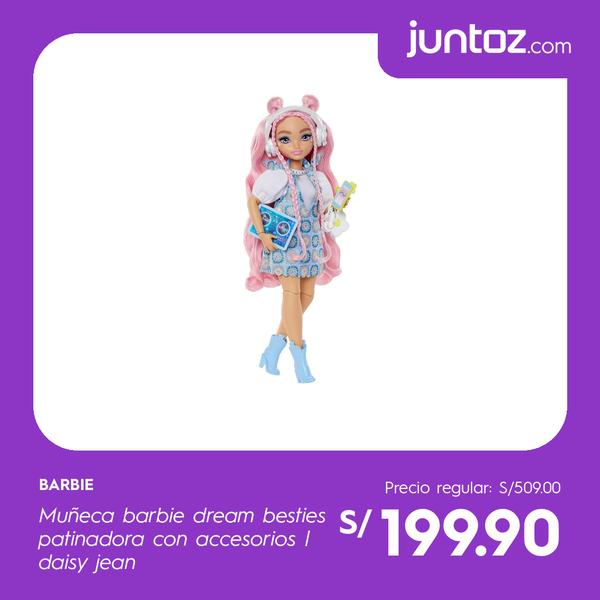 juntoz.com
BARBIE
Muñeca barbie dream besties
patinadora con accesorios |
daisy jean
Precio regular: S/509.00
S/199.90